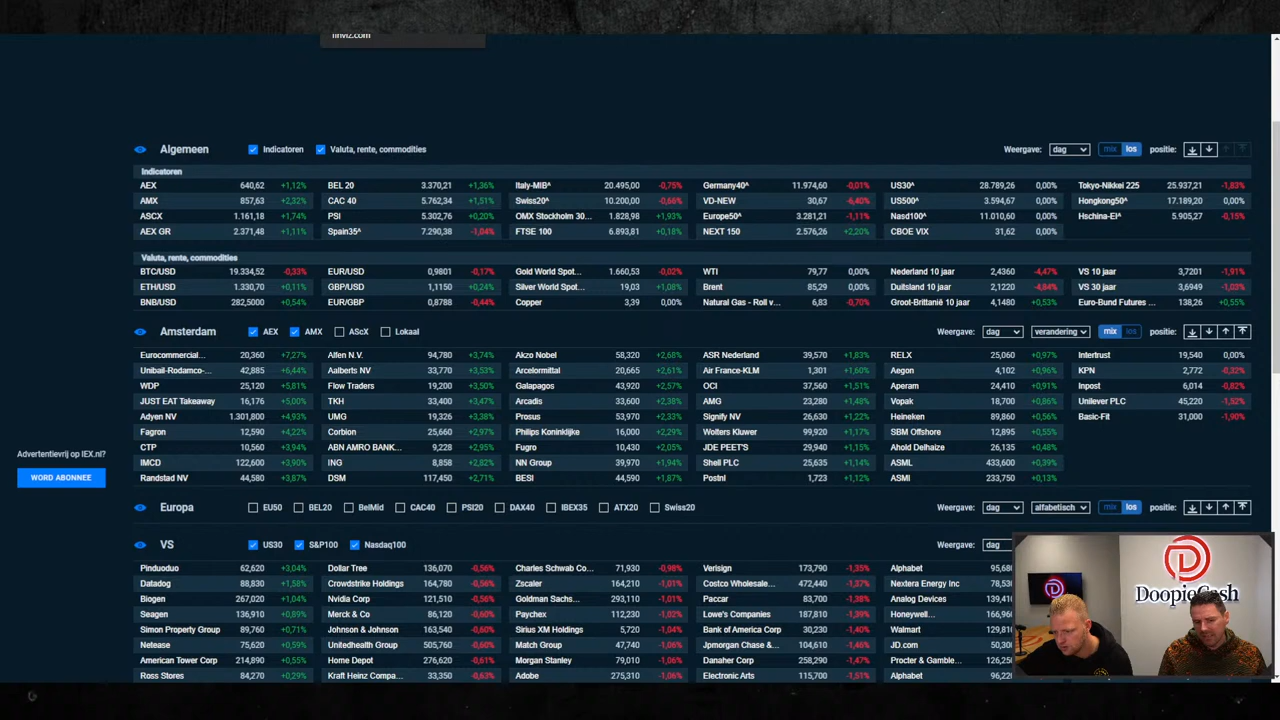 finviz.com
Algemeen Indicatoren Valuta, rente, commodities Weergave: dag mix los positie:
Indicatoren
AEX 640,62 +1,12% BEL 20 3.370,21 +1,36% Italy-MIB^ 20.495,00 -0,75% Germany40^ 11.974,60 -0,01% US30^ 28.789,26 0,00% Tokyo-Nikkei 225 25.937,21 -1,83%
AMX 857,63 +2,32% CAC 40 5.762,34 +1,51% Swiss20^ 10.200,00 -0,66% VD-NEW 30,67 -6,40% US500^ 3.594,67 0,00% Hongkong50^ 17.189,20 0,00%
ASCX 1.161,18 +1,74% PSI 5.302,76 +0,20% OMX Stockholm 30... 1.828,98 +1,93% Europe50^ 3.281,21 -1,11% Nasd100^ 11.010,60 0,00% Hschina-EI^ 5.905,27 -0,15%
AEX GR 2.371,48 +1,11% Spain35^ 7.290,38 -1,04% FTSE 100 6.893,81 +0,18% NEXT 150 2.576,26 +2,20% CBOE VIX 31,62 0,00%
Valuta, rente, commodities
BTC/USD 19.334,52 -0,33% EUR/USD 0,9801 -0,17% Gold World Spot... 1.660,53 -0,02% WTI 79,77 0,00% Nederland 10 jaar 2,4360 -4,47% VS 10 jaar 3,7201 -1,91%
ETH/USD 1.330,70 +0,11% GBP/USD 1,1150 +0,24% Silver World Spot... 19,03 +1,08% Brent 85,29 0,00% Duitsland 10 jaar 2,1220 -4,84% VS 30 jaar 3,6949 -1,03%
BNB/USD 282,5000 +0,54% EUR/GBP 0,8788 -0,44% Copper 3,39 0,00% Natural Gas - Roll v... 6,83 -0,70% Groot-Brittanië 10 jaar 4,1480 +0,53% Euro-Bund Futures ... 138,26 +0,55%
Amsterdam AEX AMX AScX Lokaal Weergave: dag verandering mix los positie:
Eurocommercial... 20,360 +7,27% Alfen N.V. 94,780 +3,74% Akzo Nobel 58,320 +2,68% ASR Nederland 39,570 +1,83% RELX 25,060 +0,97% Intertrust 19,540 0,00%
Unibail-Rodamco-... 42,885 +6,44% Aalberts NV 33,770 +3,53% Arcelormittal 20,665 +2,61% Air France-KLM 1,301 +1,60% Aegon 4,102 +0,96% KPN 2,772 -0,32%
WDP 25,120 +5,81% Flow Traders 19,200 +3,50% Galapagos 43,920 +2,57% OCI 37,560 +1,51% Aperam 24,410 +0,91% Inpost 6,014 -0,82%
JUST EAT Takeaway 16,176 +5,00% TKH 33,400 +3,47% Arcadis 33,600 +2,38% AMG 23,280 +1,48% Vopak 18,700 +0,86% Unilever PLC 45,220 -1,52%
Adyen NV 1.301,800 +4,93% UMG 19,326 +3,38% Prosus 53,970 +2,33% Signify NV 26,630 +1,22% Heineken 89,860 +0,56% Basic-Fit 31,000 -1,90%
Fagron 12,590 +4,22% Corbion 25,660 +2,97% Philips Koninklijke 16,000 +2,29% Wolters Kluwer 99,920 +1,17% SBM Offshore 12,895 +0,55%
CTP 10,560 +3,94% ABN AMRO BANK... 9,228 +2,95% Fugro 10,430 +2,05% JDE PEET'S 29,940 +1,15% Ahold Delhaize 26,135 +0,48%
IMCD 122,600 +3,90% ING 8,858 +2,82% NN Group 39,970 +1,94% Shell PLC 25,635 +1,14% ASML 433,600 +0,39%
Randstad NV 44,580 +3,87% DSM 117,450 +2,71% BESI 44,590 +1,87% Postnl 1,723 +1,12% ASMI 233,750 +0,13%
Advertentievrij op IEX.nl?
WORD ABONNEE
Europa EU50 BEL20 BelMid CAC40 PSI20 DAX40 IBEX35 ATX20 Swiss20 Weergave: dag alfabetisch mix los positie:
VS US30 S&P100 Nasdaq100 Weergave: dag
Pinduoduo 62,620 +3,04% Dollar Tree 136,070 -0,56% Charles Schwab Co... 71,930 -0,98% Verisign 173,790 -1,35% Alphabet 95,680
Datadog 88,830 +1,58% Crowdstrike Holdings 164,780 -0,56% Zscaler 164,210 -1,01% Costco Wholesale... 472,440 -1,37% Nextera Energy Inc 78,530
Biogen 267,020 +1,04% Nvidia Corp 121,510 -0,57% Goldman Sachs... 301,010 Paccar 83,700 -1,38% Analog Devices 139,410
Seagen 136,910 +0,89% Merck & Co 86,120 -0,60% Paychex 112,230 -1,02% Lowe's Companies 187,810 -1,39% Honeywell... 166,960
Simon Property Group 89,760 +0,71% Johnson & Johnson 163,540 -0,60% Sirius XM Holdings 5,720 -1,04% Bank of America Corp 30,230 -1,40% Walmart 129,81
Netease 75,620 +0,59% Unitedhealth Group 505,760 -0,60% Match Group 47,740 -1,06% Jpmorgan Chase &... 104,610 -1,46% JD.com 50,30
American Tower Corp 214,890 +0,55% Home Depot 276,620 -0,61% Morgan Stanley 79,010 -1,06% Danaher Corp 258,290 -1,47% Procter & Gamble... 126,25
Ross Stores 84,270 +0,29% Kraft Heinz Compa... 33,350 -0,63% Adobe 275,310 -1,06% Electronic Arts 115,700 -1,51% Alphabet 96,22
DoopieCash